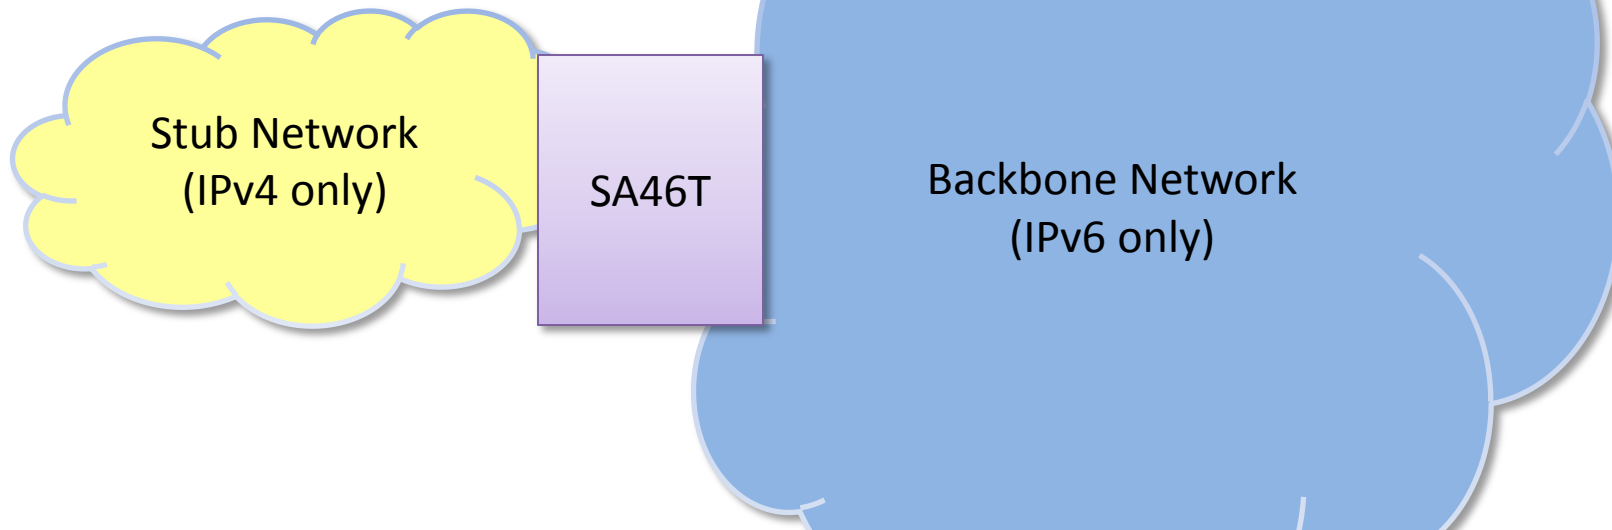 Stub Network
(IPv4 only)
SA46T
Backbone Network
(IPv6 only)